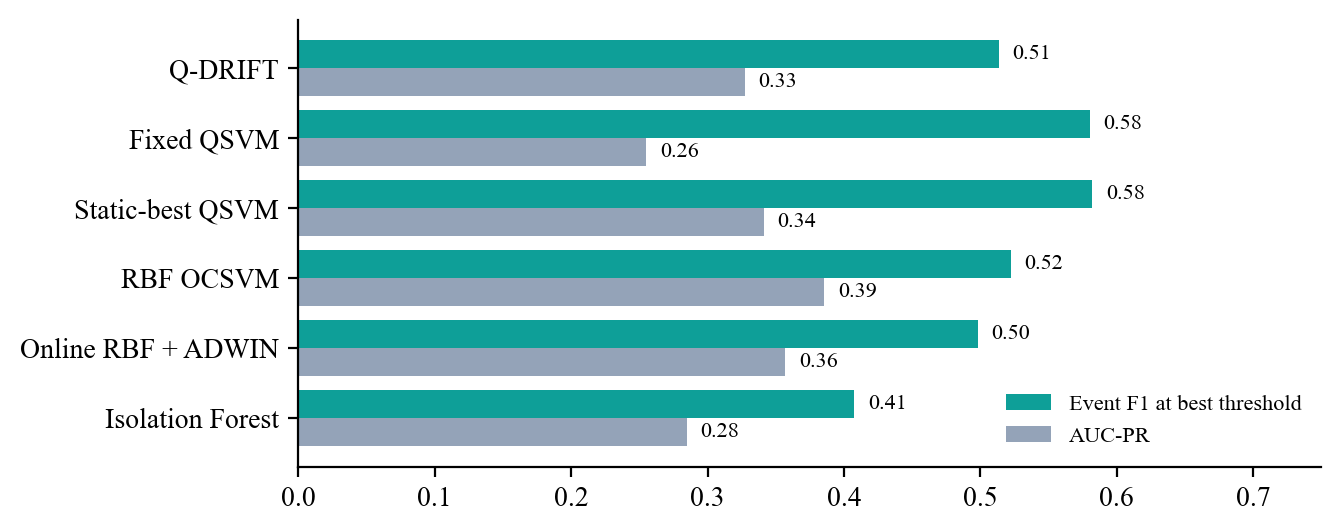 Q-DRIFT 0.51
0.33
Fixed QSVM 0.58
0.26
Static-best QSVM 0.58
0.34
RBF OCSVM 0.52
0.39
Online RBF + ADWIN 0.50
0.36
Isolation Forest 0.41
0.28
Event F1 at best threshold
AUC-PR
0.0 0.1 0.2 0.3 0.4 0.5 0.6 0.7